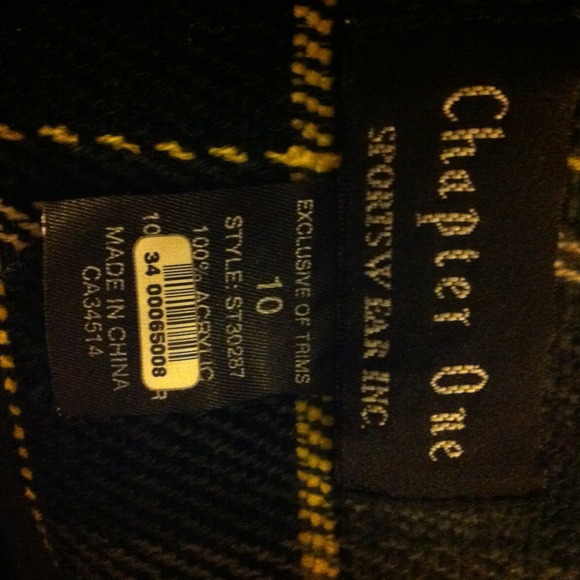 Chapter One
SPORTSWEAR INC.
EXCLUSIVE OF TRIMS
10
STYLE: ST30287
100% ACRYLIC
34 00065008
MADE IN CHINA
CA34514